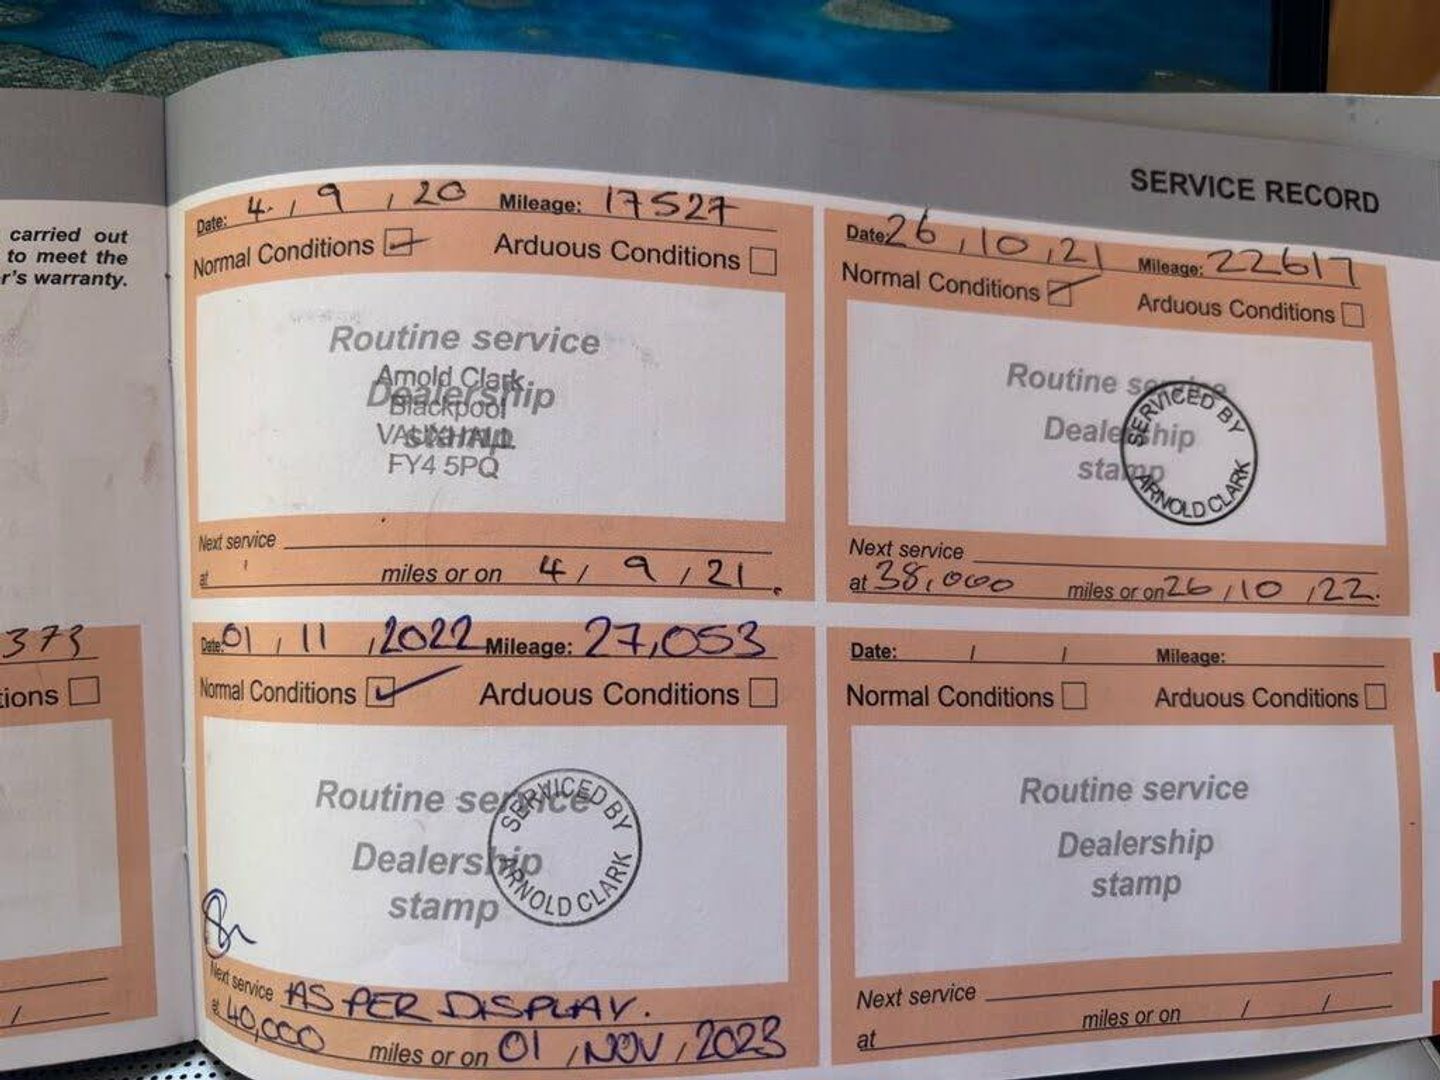 carried out
to meet the
r's warranty.
373
tions
/
SERVICE RECORD
Date: 4 / 9 / 20 Mileage: 17527
Normal Conditions Arduous Conditions
Routine service
Arnold Clark
Dealership
Blackpool
VAUXHALL
stamp
FY4 5PQ
Next service
at miles or on 4 / 9 / 21.
Date: 26 / 10 / 21 Mileage: 22617
Normal Conditions Arduous Conditions
Routine service
Dealership
stamp
SERVICED BY
ARNOLD CLARK
Next service
at 38,000 miles or on 26 / 10 / 22.
Date: 01 / 11 / 2022 Mileage: 27,053
Normal Conditions Arduous Conditions
Routine service
Dealership
stamp
SERVICED BY
ARNOLD CLARK
Next service AS PER DISPLAY.
at 40,000 miles or on 01 / NOV / 2023
Date: / / Mileage:
Normal Conditions Arduous Conditions
Routine service
Dealership
stamp
Next service
at miles or on / /